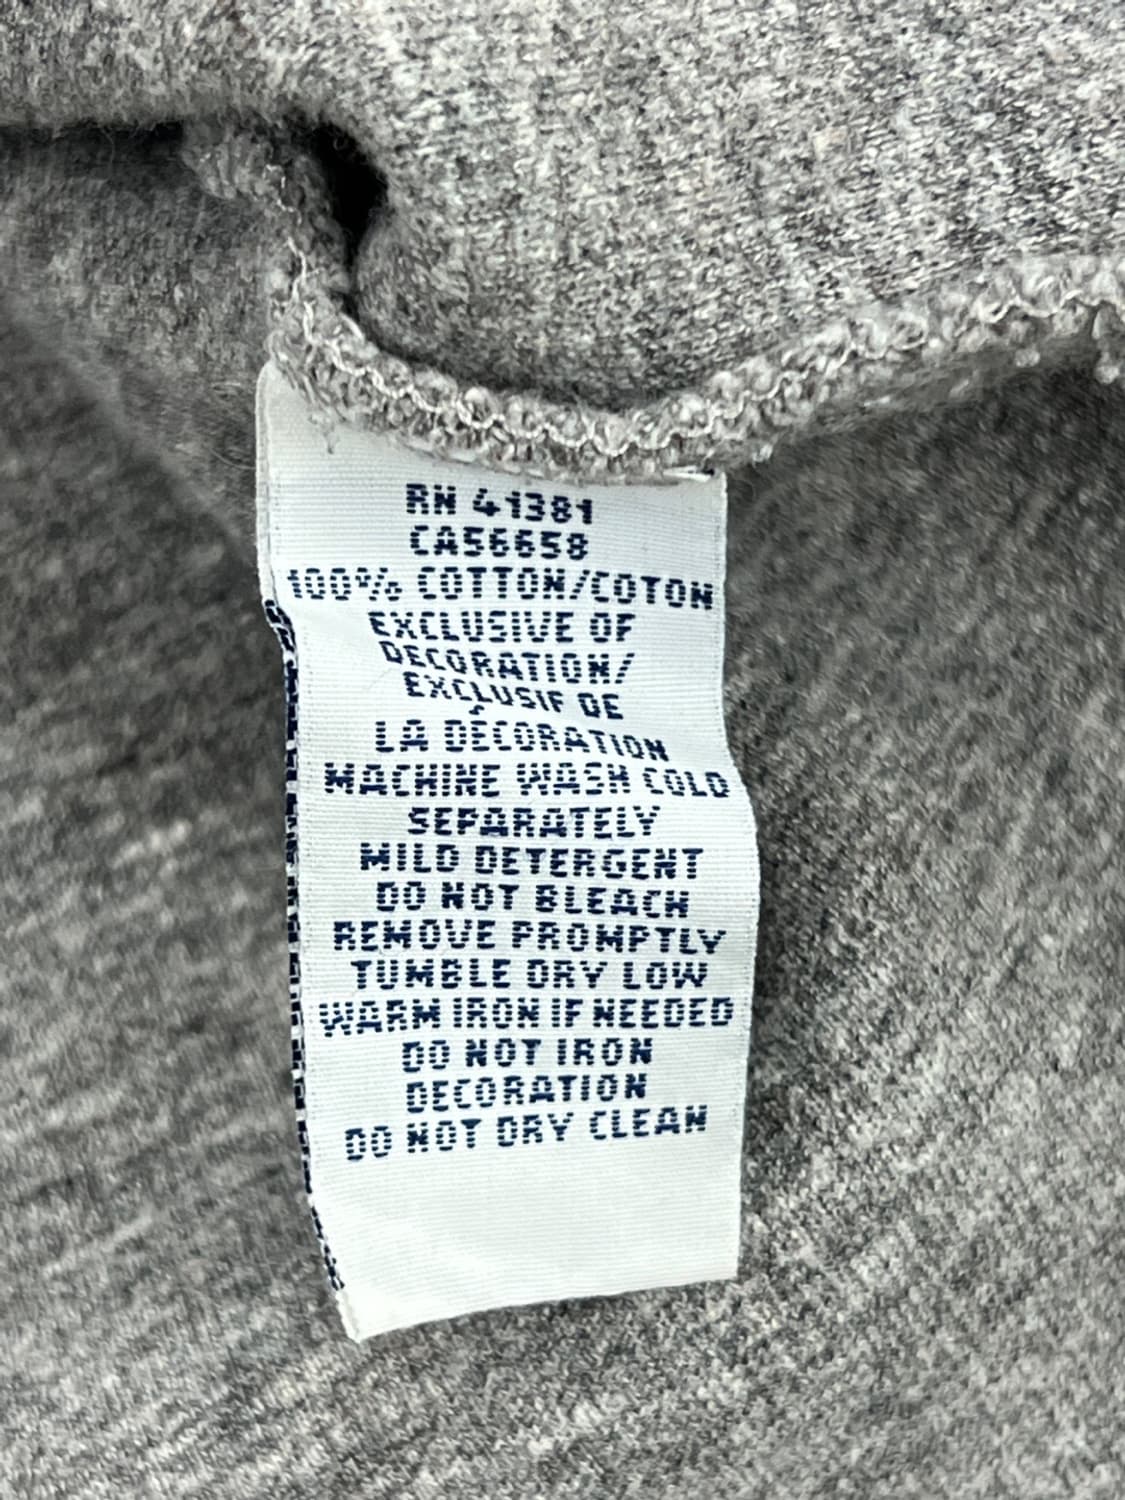 RN 41381
CA56658
100% COTTON/COTON
EXCLUSIVE OF
DECORATION/
EXCLUSIF DE
LA DÉCORATION
MACHINE WASH COLD
SEPARATELY
MILD DETERGENT
DO NOT BLEACH
REMOVE PROMPTLY
TUMBLE DRY LOW
WARM IRON IF NEEDED
DO NOT IRON
DECORATION
DO NOT DRY CLEAN